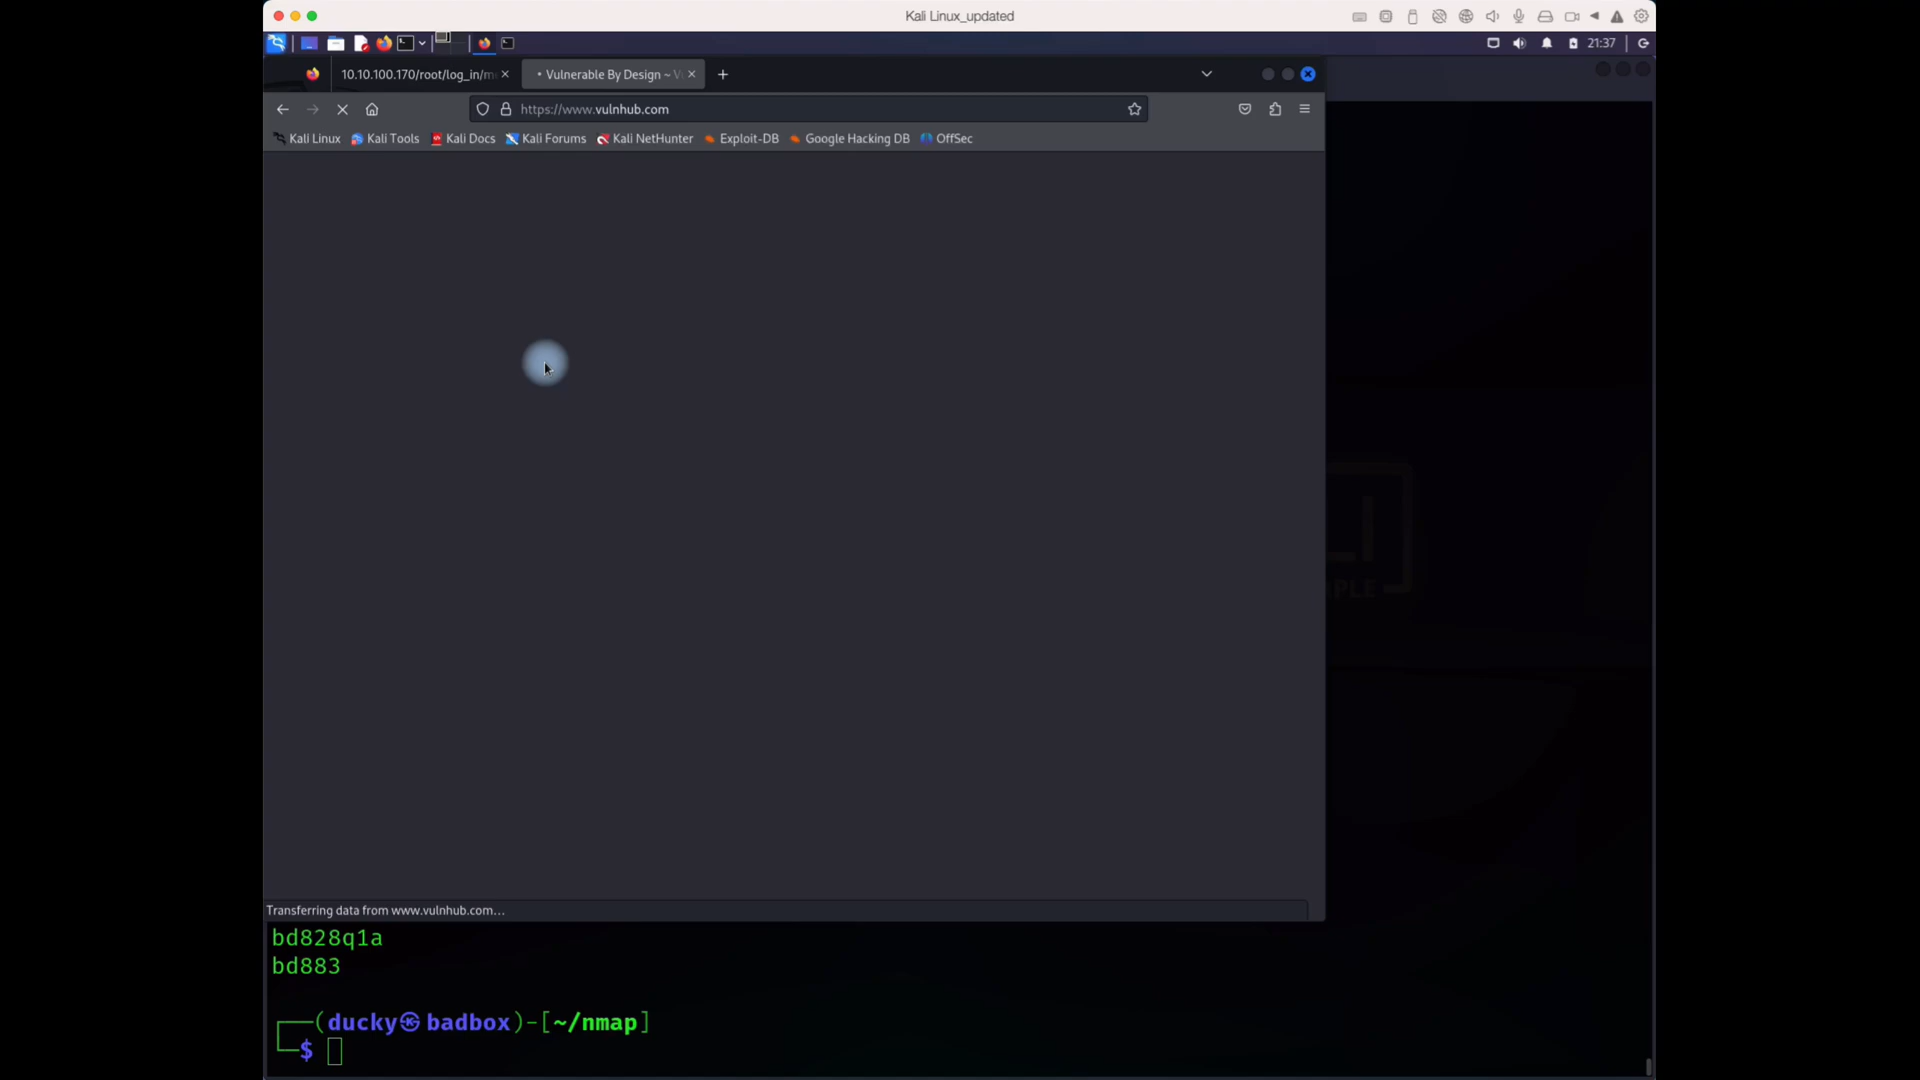 Kali Linux_updated
21:37
10.10.100.170/root/log_in/m
Vulnerable By Design ~ V
https://www.vulnhub.com
Kali Linux Kali Tools Kali Docs Kali Forums Kali NetHunter Exploit-DB Google Hacking DB OffSec
Transferring data from www.vulnhub.com…
bd828q1a
bd883
(ducky㉿badbox)-[~/nmap]
$